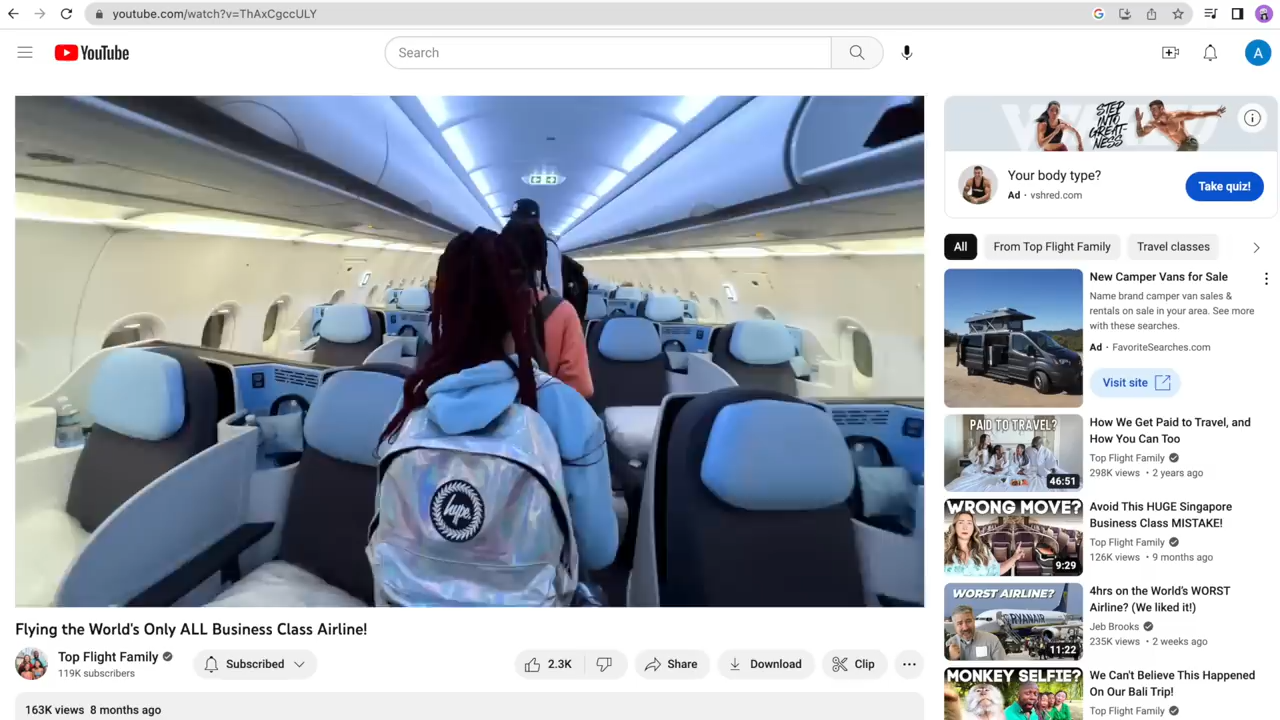 youtube.com/watch?v=ThAxCgccULY
YouTube
Search
A
hype.
STEP
INTO
GREAT-
NESS
Your body type?
Ad · vshred.com
Take quiz!
All
From Top Flight Family
Travel classes
New Camper Vans for Sale
Name brand camper van sales &
rentals on sale in your area. See more
with these searches.
Ad · FavoriteSearches.com
Visit site
PAID TO TRAVEL?
46:51
How We Get Paid to Travel, and
How You Can Too
Top Flight Family
298K views • 2 years ago
WRONG MOVE?
9:29
Avoid This HUGE Singapore
Business Class MISTAKE!
Top Flight Family
126K views • 9 months ago
WORST AIRLINE?
RYANAIR
11:22
4hrs on the World's WORST
Airline? (We liked it!)
Jeb Brooks
235K views • 2 weeks ago
MONKEY SELFIE?
We Can't Believe This Happened
On Our Bali Trip!
Top Flight Family
Flying the World's Only ALL Business Class Airline!
Top Flight Family
119K subscribers
Subscribed
2.3K
Share
Download
Clip
163K views 8 months ago